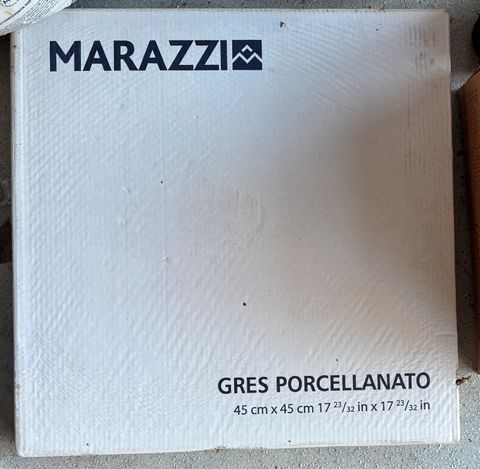 MARAZZI
GRES PORCELLANATO
45 cm x 45 cm 17 23/32 in x 17 23/32 in